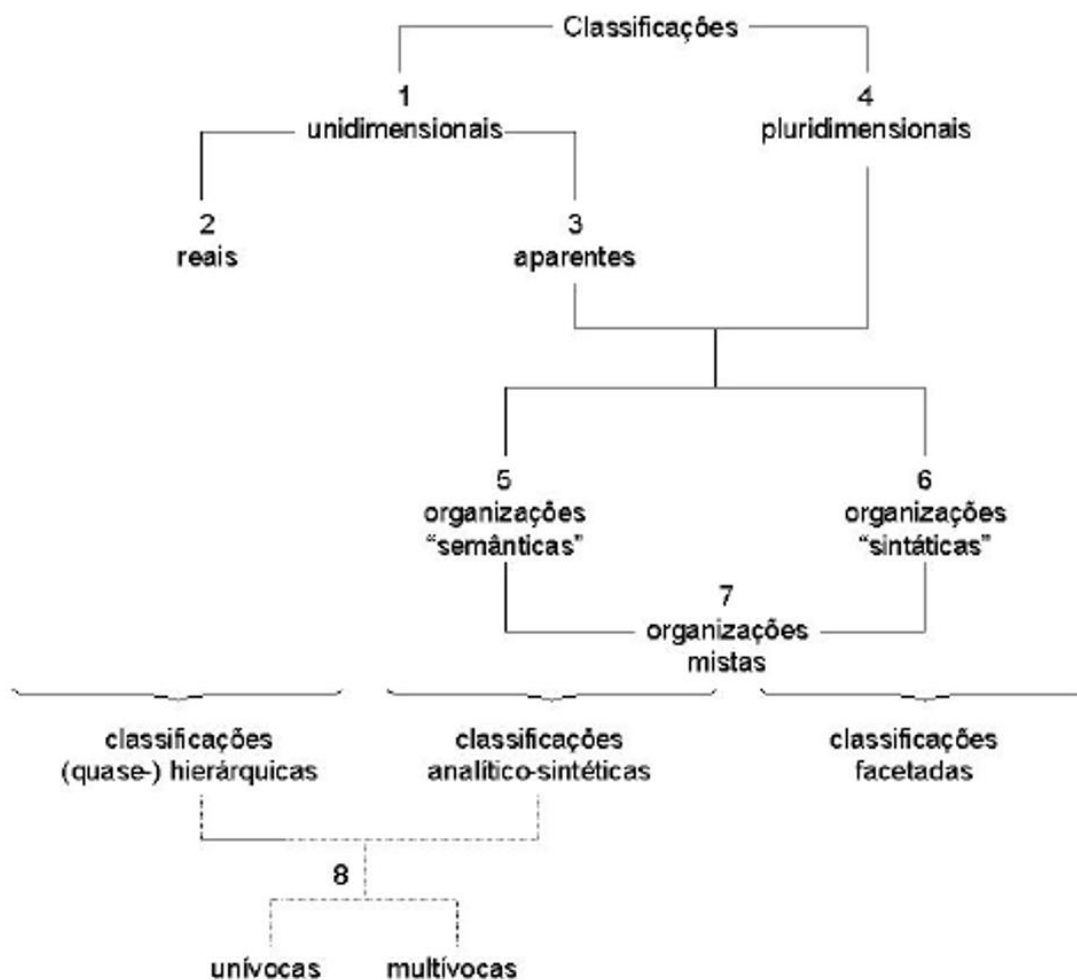 Classificações
1
unidimensionais
4
pluridimensionais
2
reais
3
aparentes
5
organizações
“semânticas”
6
organizações
“sintáticas”
7
organizações
mistas
classificações
(quase-) hierárquicas
classificações
analítico-sintéticas
classificações
facetadas
8
unívocas
multívocas